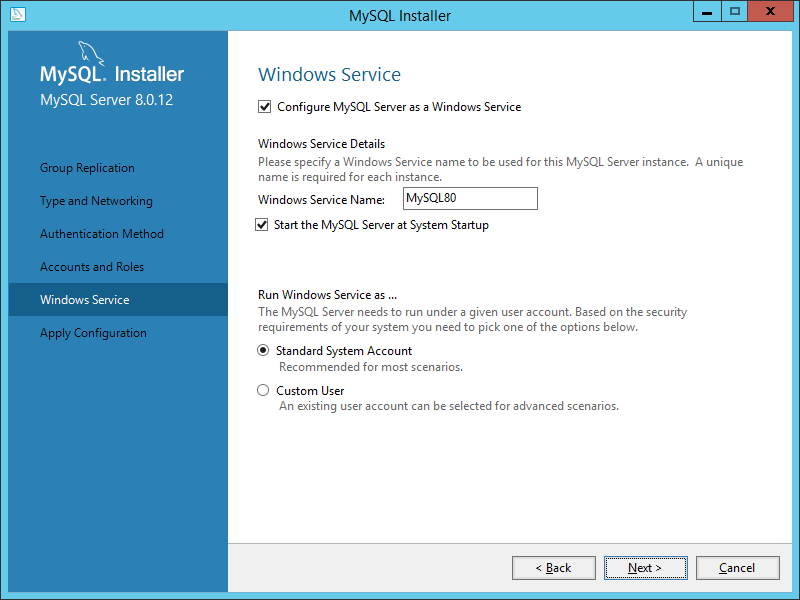 MySQL Installer
MySQL. Installer
MySQL Server 8.0.12
Group Replication
Type and Networking
Authentication Method
Accounts and Roles
Windows Service
Apply Configuration
Windows Service
Configure MySQL Server as a Windows Service
Windows Service Details
Please specify a Windows Service name to be used for this MySQL Server instance. A unique
name is required for each instance.
Windows Service Name: MySQL80
Start the MySQL Server at System Startup
Run Windows Service as ...
The MySQL Server needs to run under a given user account. Based on the security
requirements of your system you need to pick one of the options below.
Standard System Account
Recommended for most scenarios.
Custom User
An existing user account can be selected for advanced scenarios.
< Back Next > Cancel